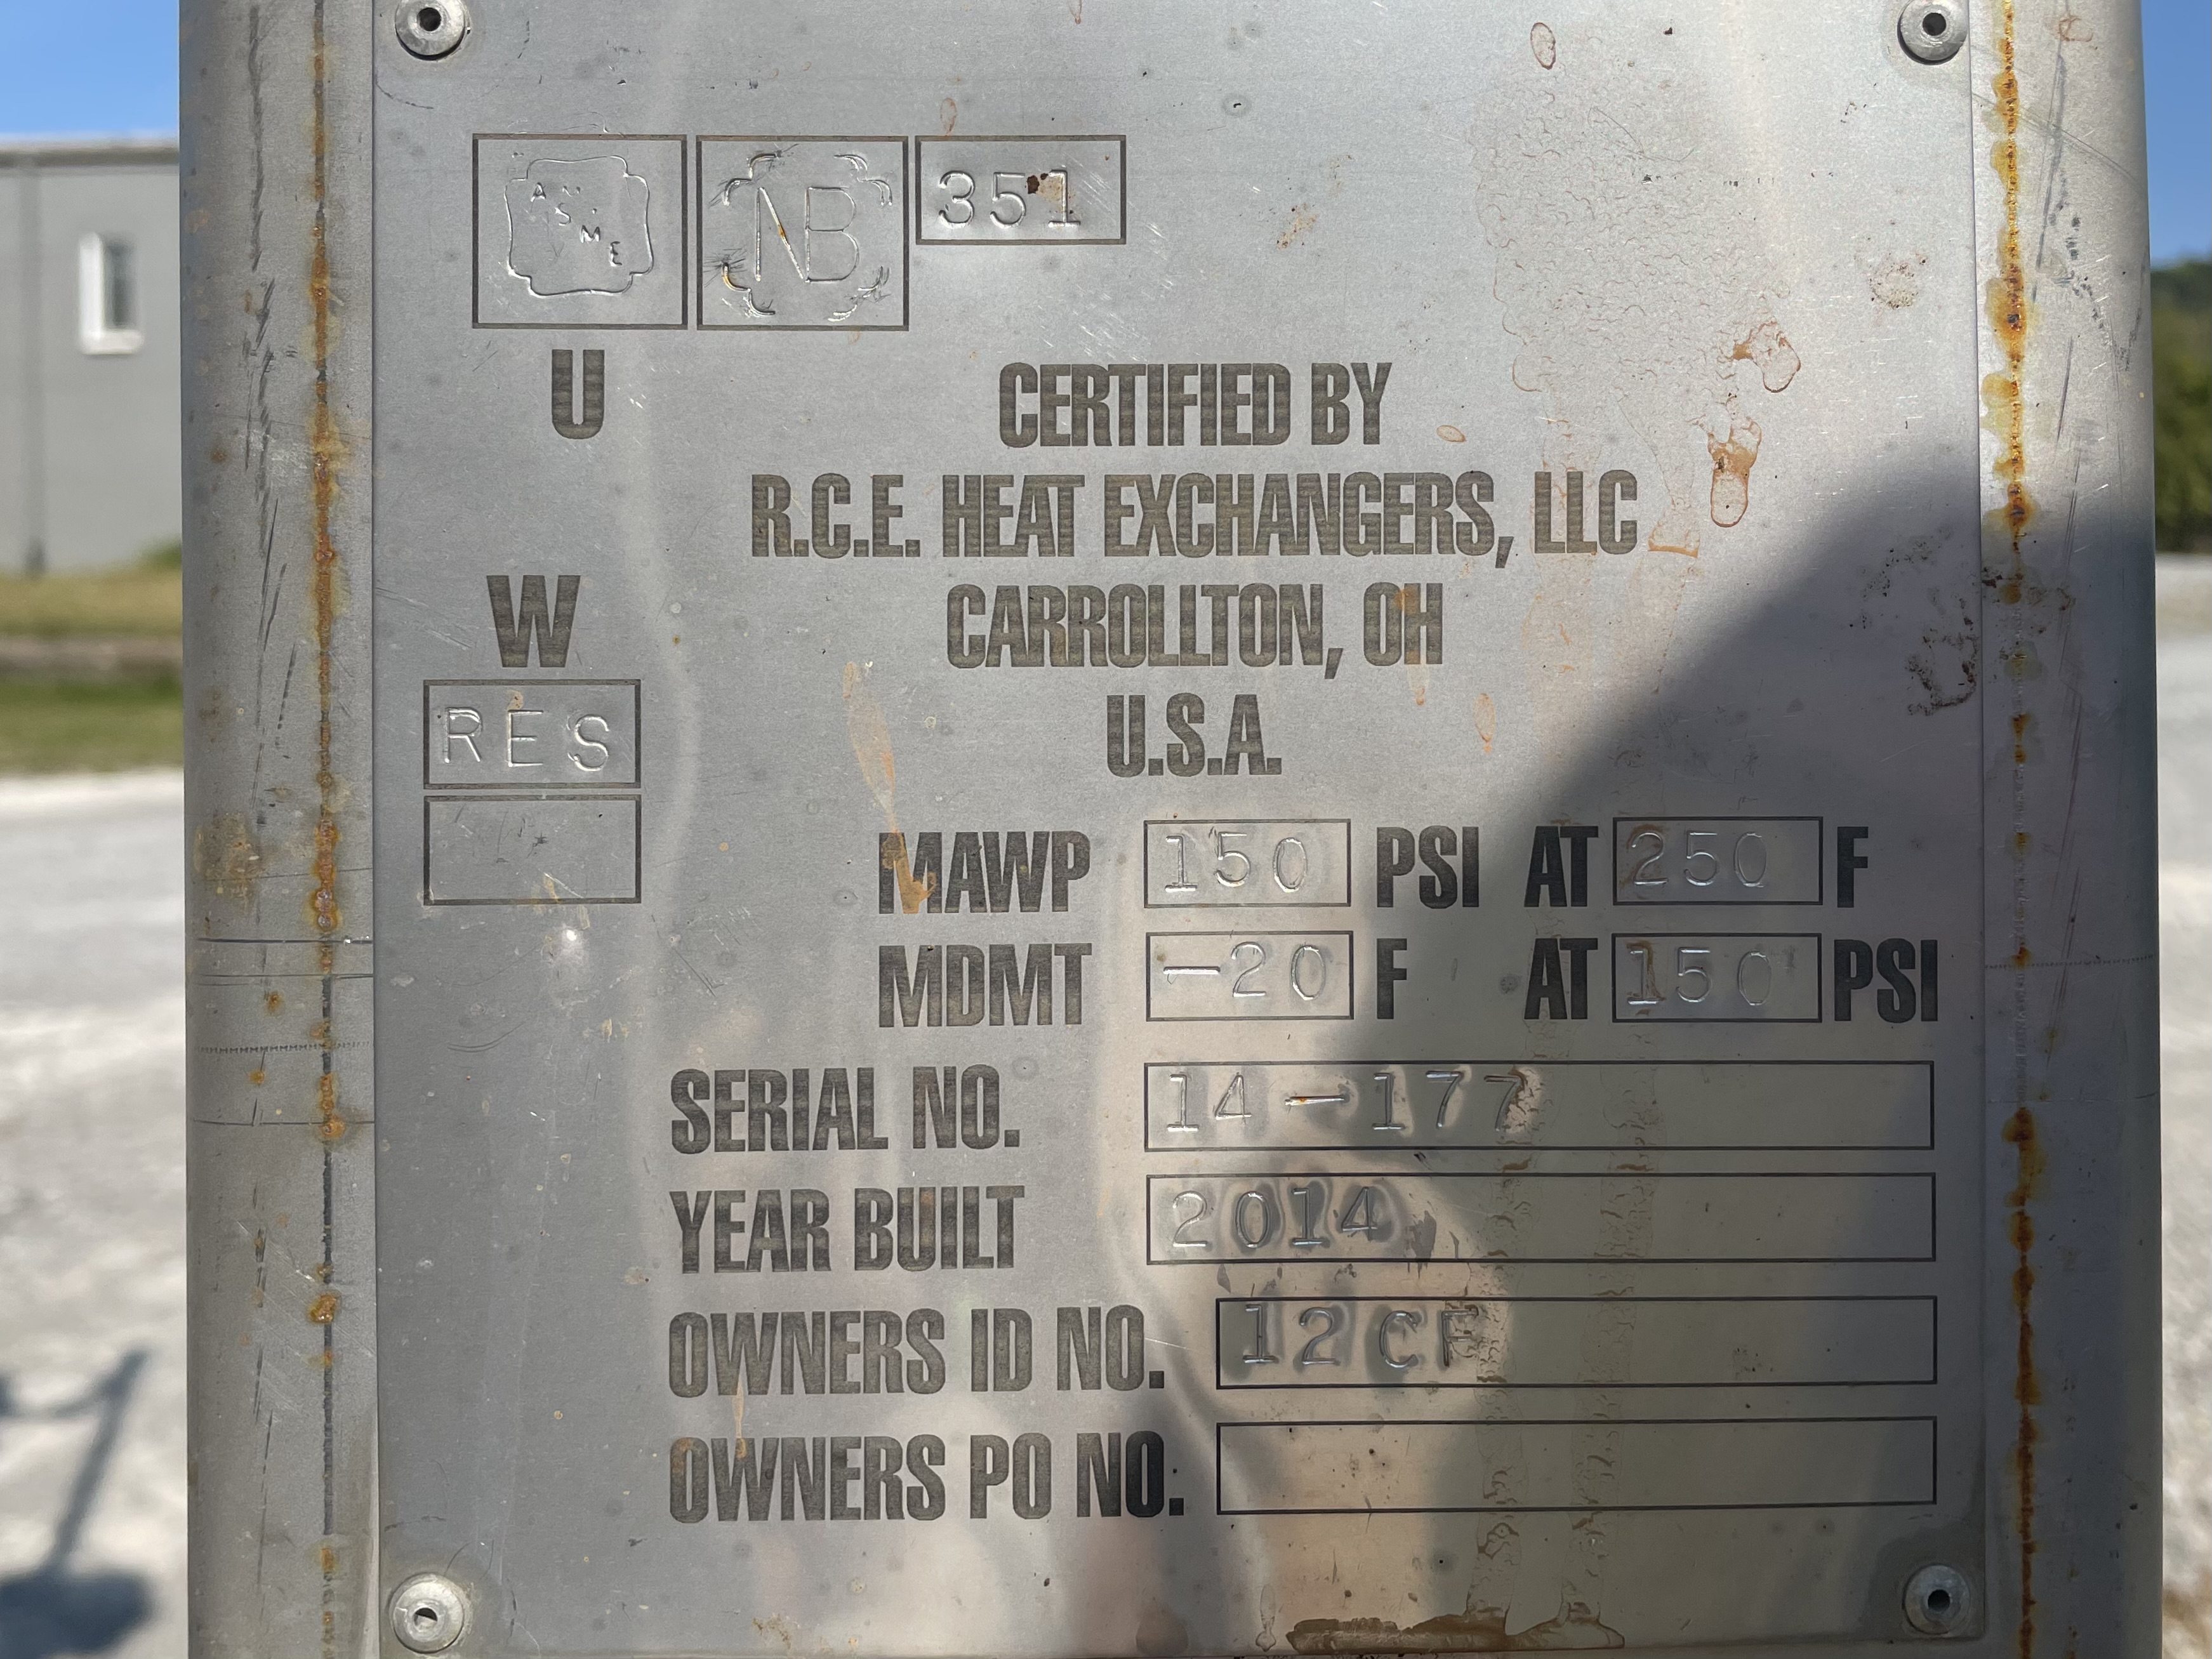 ASME NB 351
U
CERTIFIED BY
R.C.E. HEAT EXCHANGERS, LLC
CARROLLTON, OH
U.S.A.
W
RES
MAWP 150 PSI AT 250 F
MDMT -20 F AT 150 PSI
SERIAL NO. 14-177
YEAR BUILT 2014
OWNERS ID NO. 12CF
OWNERS PO NO.